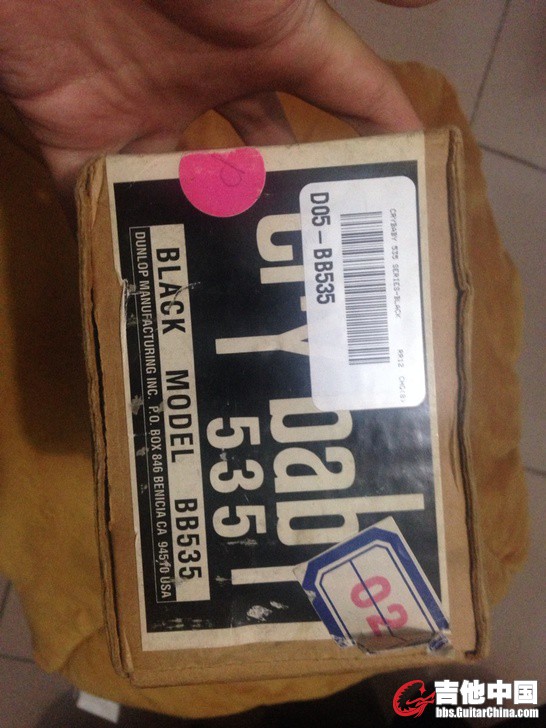 cry baby
535
BLACK MODEL BB535
DUNLOP MANUFACTURING INC. P.O. BOX 846 BENICIA CA 94510 USA
CRYBABY 535 SERIES-BLACK
D05-BB535
02
吉他中国
bbs.GuitarChina.com